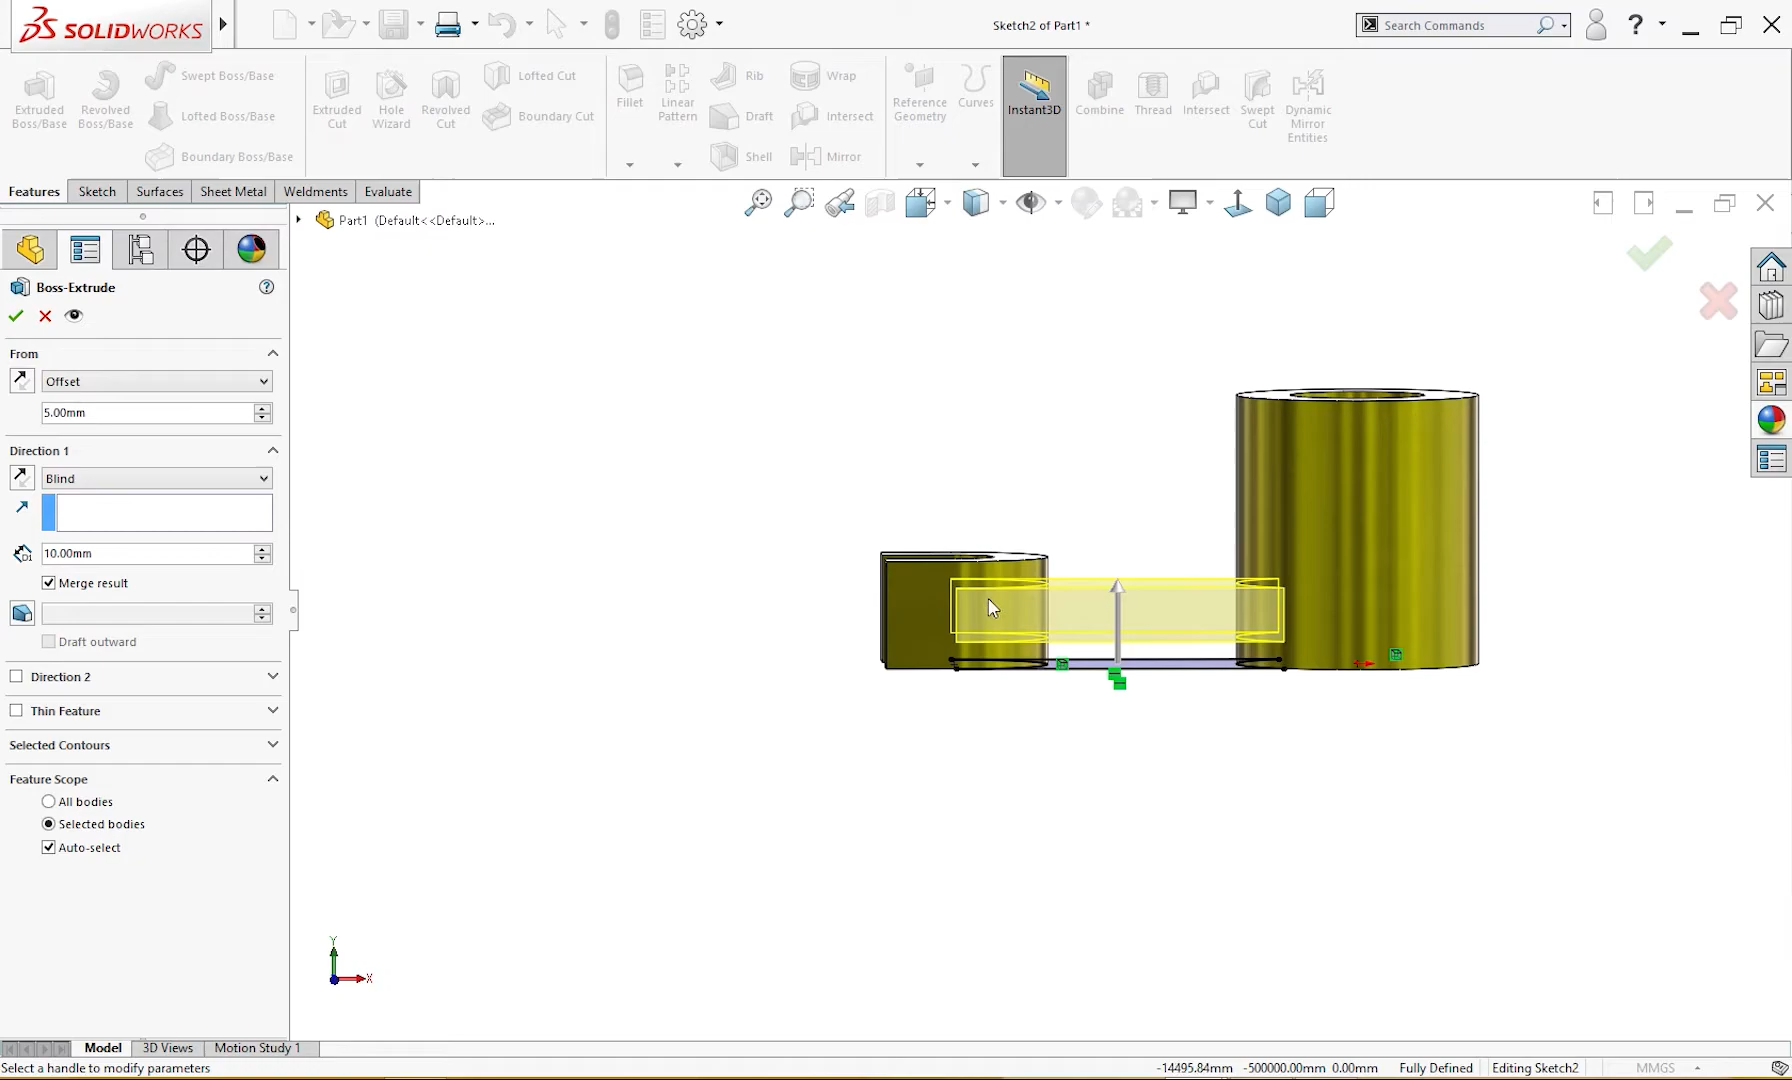 SOLIDWORKS
Sketch2 of Part1 *
Search Commands
?
Extruded Boss/Base
Revolved Boss/Base
Swept Boss/Base
Lofted Boss/Base
Boundary Boss/Base
Extruded Cut
Hole Wizard
Revolved Cut
Lofted Cut
Boundary Cut
Fillet
Linear Pattern
Rib
Draft
Shell
Wrap
Intersect
Mirror
Reference Geometry
Curves
Instant3D
Combine
Thread
Intersect
Swept Cut
Dynamic Mirror Entities
Features Sketch Surfaces Sheet Metal Weldments Evaluate
Part1 (Default<<Default>...
Boss-Extrude
?
From
Offset
5.00mm
Direction 1
Blind
D1
10.00mm
Merge result
Draft outward
Direction 2
Thin Feature
Selected Contours
Feature Scope
All bodies
Selected bodies
Auto-select
Y
X
Model 3D Views Motion Study 1
Select a handle to modify parameters
-14495.84mm -500000.00mm 0.00mm Fully Defined Editing Sketch2 MMGS